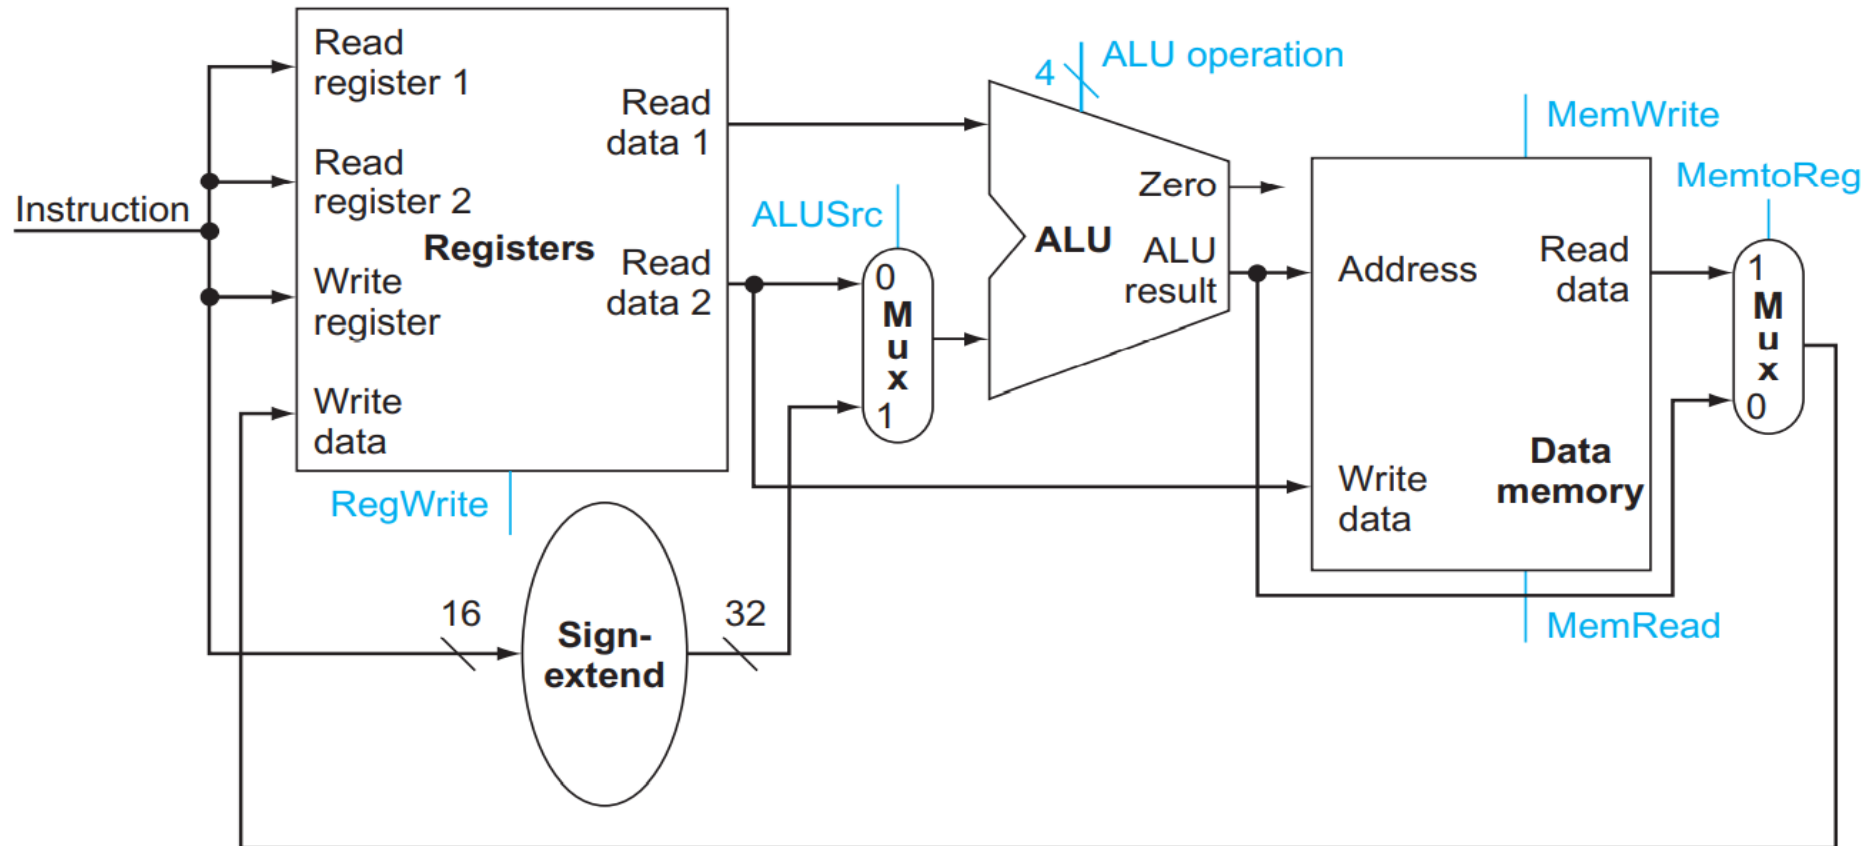 Instruction
Read
register 1
Read
register 2
Write
register
Write
data
Registers
Read
data 1
Read
data 2
RegWrite
16
Sign-
extend
32
ALUSrc
0
M
u
x
1
4
ALU operation
ALU
Zero
ALU
result
MemWrite
Address
Read
data
Write
data
Data
memory
MemRead
MemtoReg
1
M
u
x
0